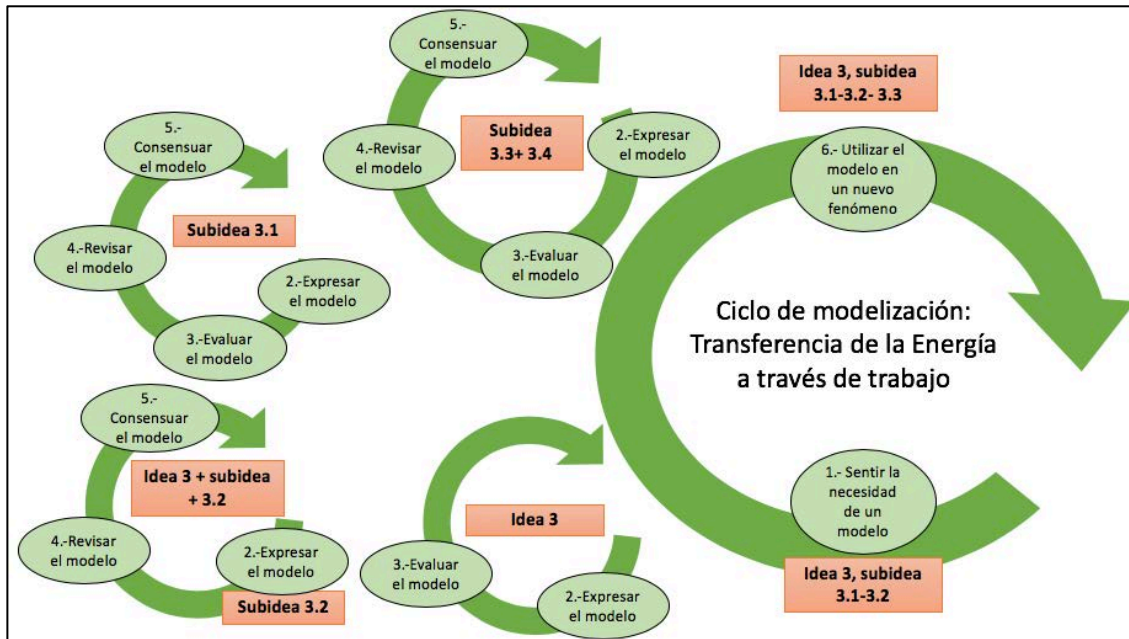 5.-
Consensuar
el modelo
Subidea
3.3+ 3.4
4.-Revisar
el modelo
2.-Expresar
el modelo
3.-Evaluar
el modelo
5.-
Consensuar
el modelo
Subidea 3.1
4.-Revisar
el modelo
2.-Expresar
el modelo
3.-Evaluar
el modelo
5.-
Consensuar
el modelo
Idea 3 + subidea
+ 3.2
4.-Revisar
el modelo
2.-Expresar
el modelo
Subidea 3.2
Idea 3
3.-Evaluar
el modelo
2.-Expresar
el modelo
Idea 3, subidea
3.1-3.2- 3.3
6.- Utilizar el
modelo en
un nuevo
fenómeno
Ciclo de modelización:
Transferencia de la Energía
a través de trabajo
1.- Sentir la
necesidad
de un
modelo
Idea 3, subidea
3.1-3.2